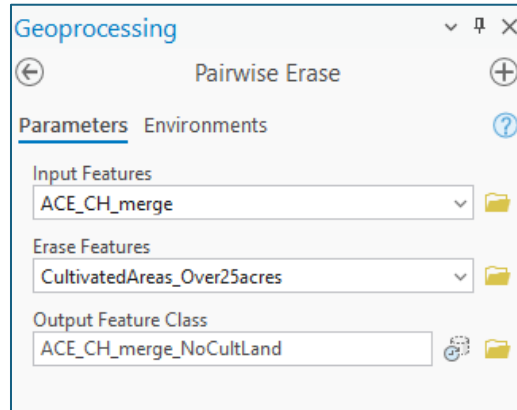 Geoprocessing
Pairwise Erase
Parameters Environments
Input Features
ACE_CH_merge
Erase Features
CultivatedAreas_Over25acres
Output Feature Class
ACE_CH_merge_NoCultLand